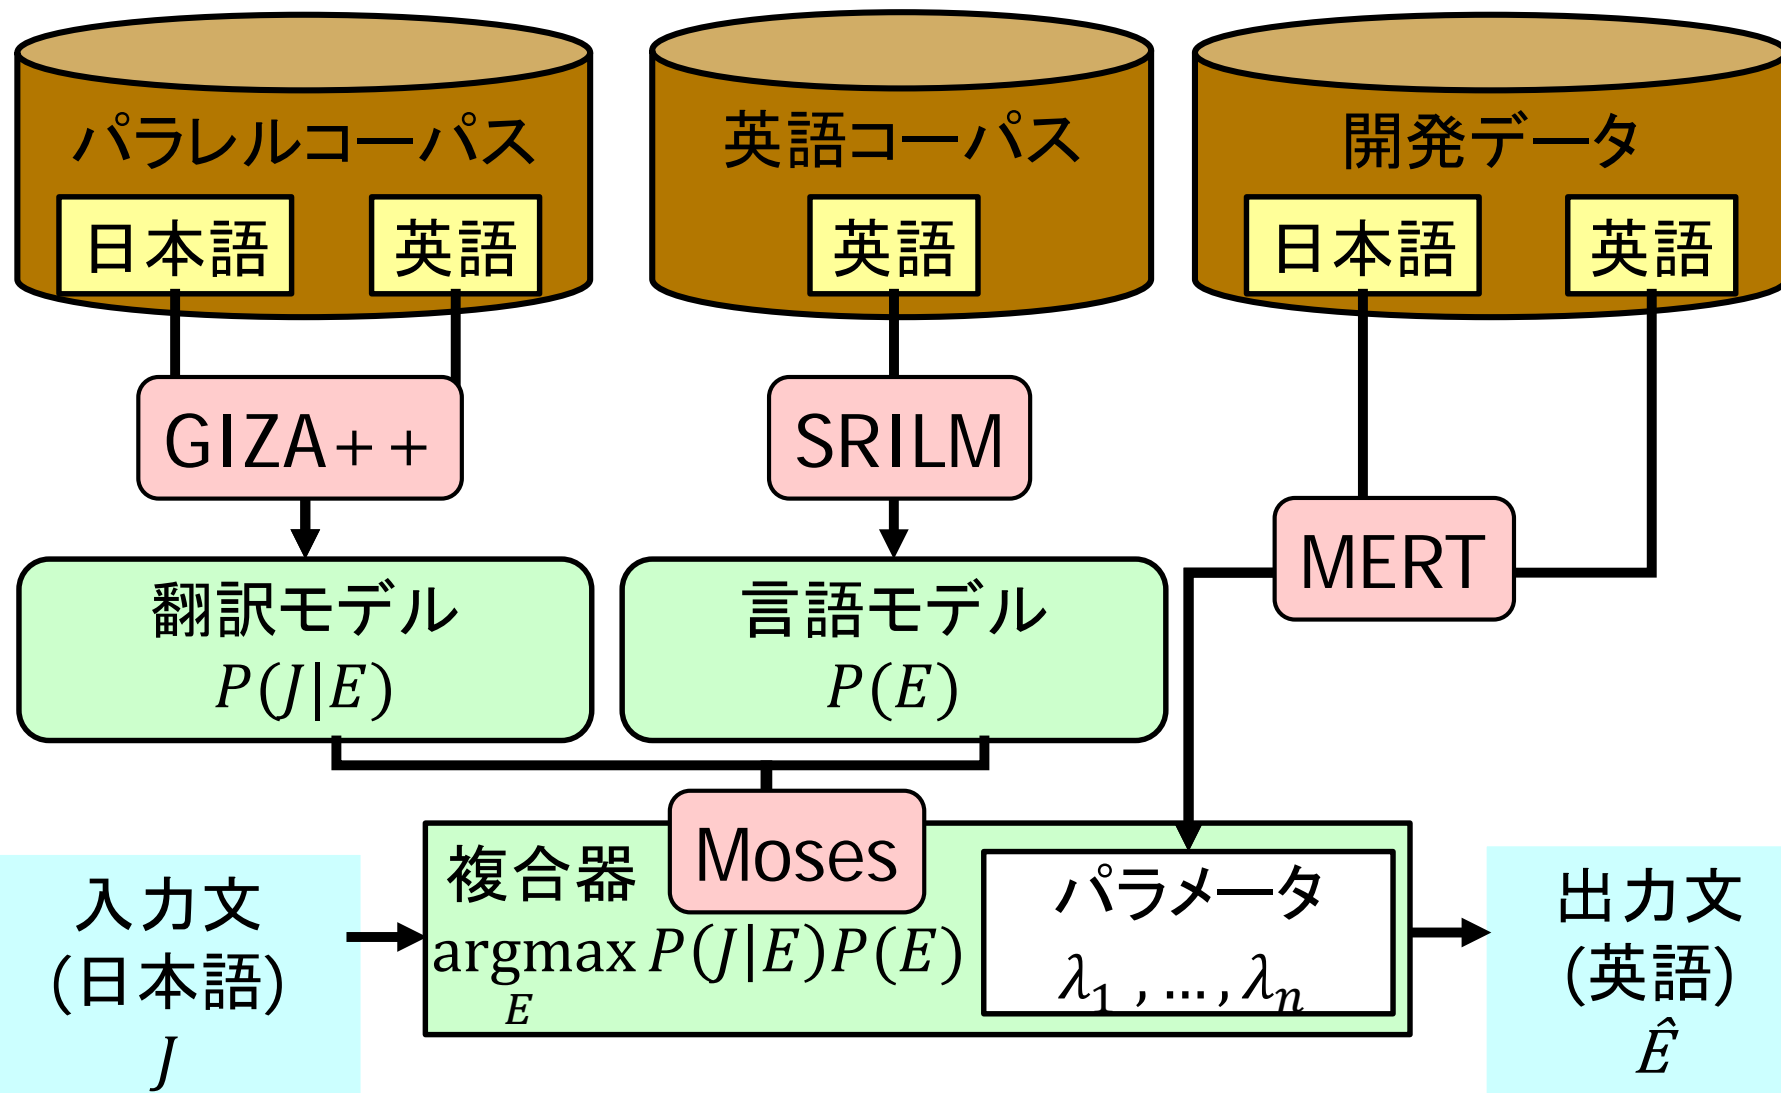 パラレルコーパス
日本語
英語
英語コーパス
英語
開発データ
日本語
英語
GIZA++
SRILM
MERT
翻訳モデル
P(J|E)
言語モデル
P(E)
Moses
複合器
argmax P(J|E)P(E)
E
パラメータ
λ1 , … , λn
入力文
(日本語)
J
出力文
(英語)
Ê